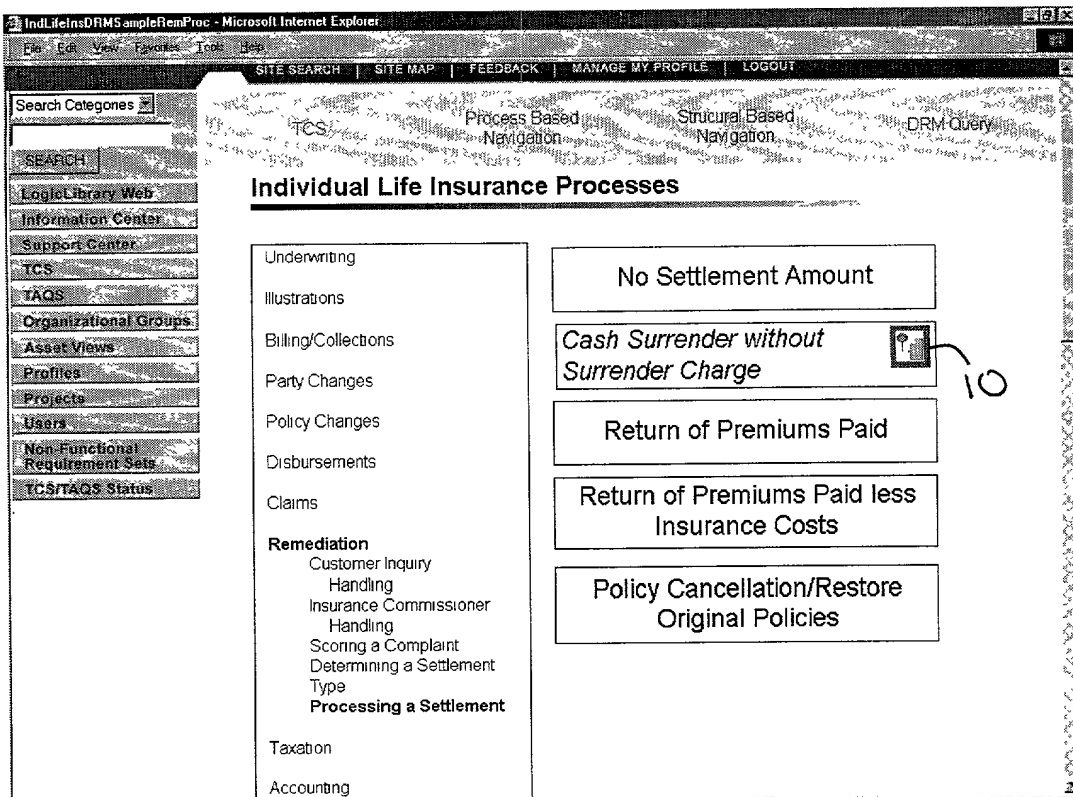 IndLifeInsDRMSampleRemProc - Microsoft Internet Explorer
File Edit View Favorites Tools Help
SITE SEARCH | SITE MAP | FEEDBACK | MANAGE MY PROFILE | LOGOUT
Search Categories
SEARCH
LogicLibrary Web
Information Center
Support Center
TCS
TAQS
Organizational Groups
Asset Views
Profiles
Projects
Users
Non-Functional
Requirement Sets
TCS/TAQS Status
TCS
Process Based
Navigation
Strucural Based
Navigation
DRM Query
Individual Life Insurance Processes
Underwriting
Illustrations
Billing/Collections
Party Changes
Policy Changes
Disbursements
Claims
Remediation
Customer Inquiry
Handling
Insurance Commissioner
Handling
Scoring a Complaint
Determining a Settlement
Type
Processing a Settlement
Taxation
Accounting
No Settlement Amount
Cash Surrender without
Surrender Charge
10
Return of Premiums Paid
Return of Premiums Paid less
Insurance Costs
Policy Cancellation/Restore
Original Policies